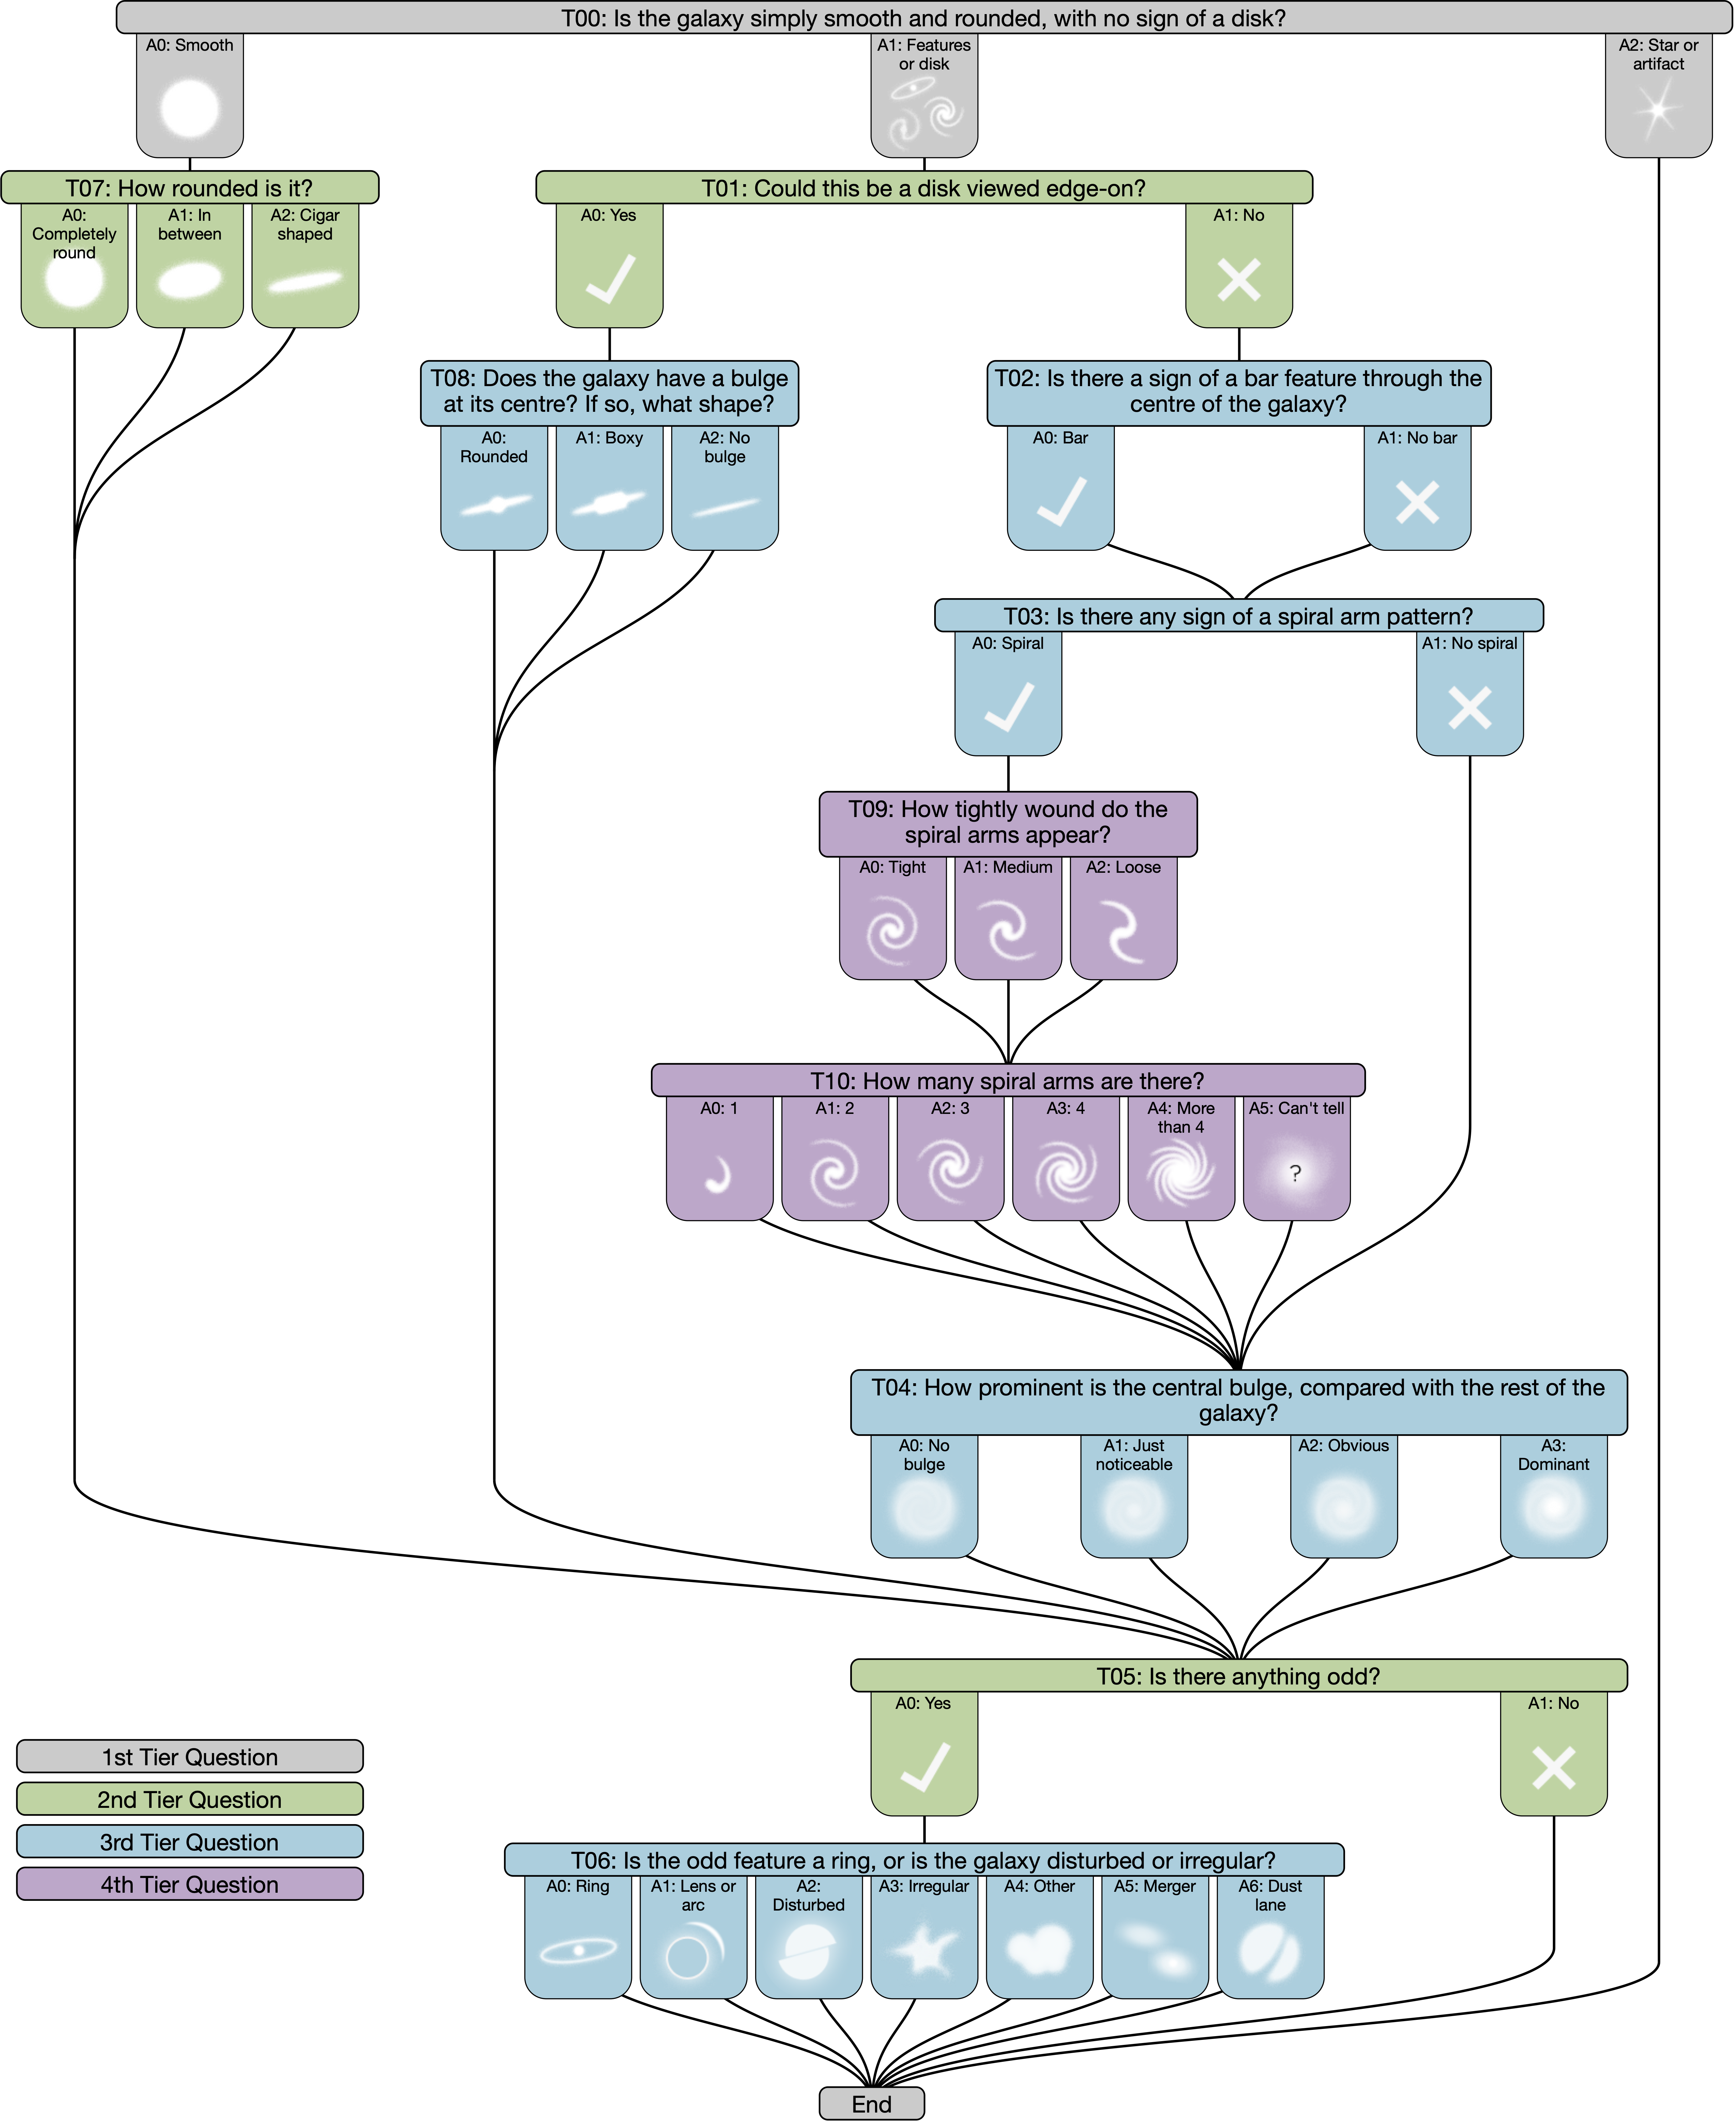 T00: Is the galaxy simply smooth and rounded, with no sign of a disk?
A0: Smooth
A1: Features
or disk
A2: Star or
artifact
T07: How rounded is it?
A0:
Completely
round
A1: In
between
A2: Cigar
shaped
T01: Could this be a disk viewed edge-on?
A0: Yes
A1: No
T08: Does the galaxy have a bulge
at its centre? If so, what shape?
A0:
Rounded
A1: Boxy
A2: No
bulge
T02: Is there a sign of a bar feature through the
centre of the galaxy?
A0: Bar
A1: No bar
T03: Is there any sign of a spiral arm pattern?
A0: Spiral
A1: No spiral
T09: How tightly wound do the
spiral arms appear?
A0: Tight
A1: Medium
A2: Loose
T10: How many spiral arms are there?
A0: 1
A1: 2
A2: 3
A3: 4
A4: More
than 4
A5: Can't tell
?
T04: How prominent is the central bulge, compared with the rest of the
galaxy?
A0: No
bulge
A1: Just
noticeable
A2: Obvious
A3:
Dominant
T05: Is there anything odd?
A0: Yes
A1: No
1st Tier Question
2nd Tier Question
3rd Tier Question
4th Tier Question
T06: Is the odd feature a ring, or is the galaxy disturbed or irregular?
A0: Ring
A1: Lens or
arc
A2:
Disturbed
A3: Irregular
A4: Other
A5: Merger
A6: Dust
lane
End